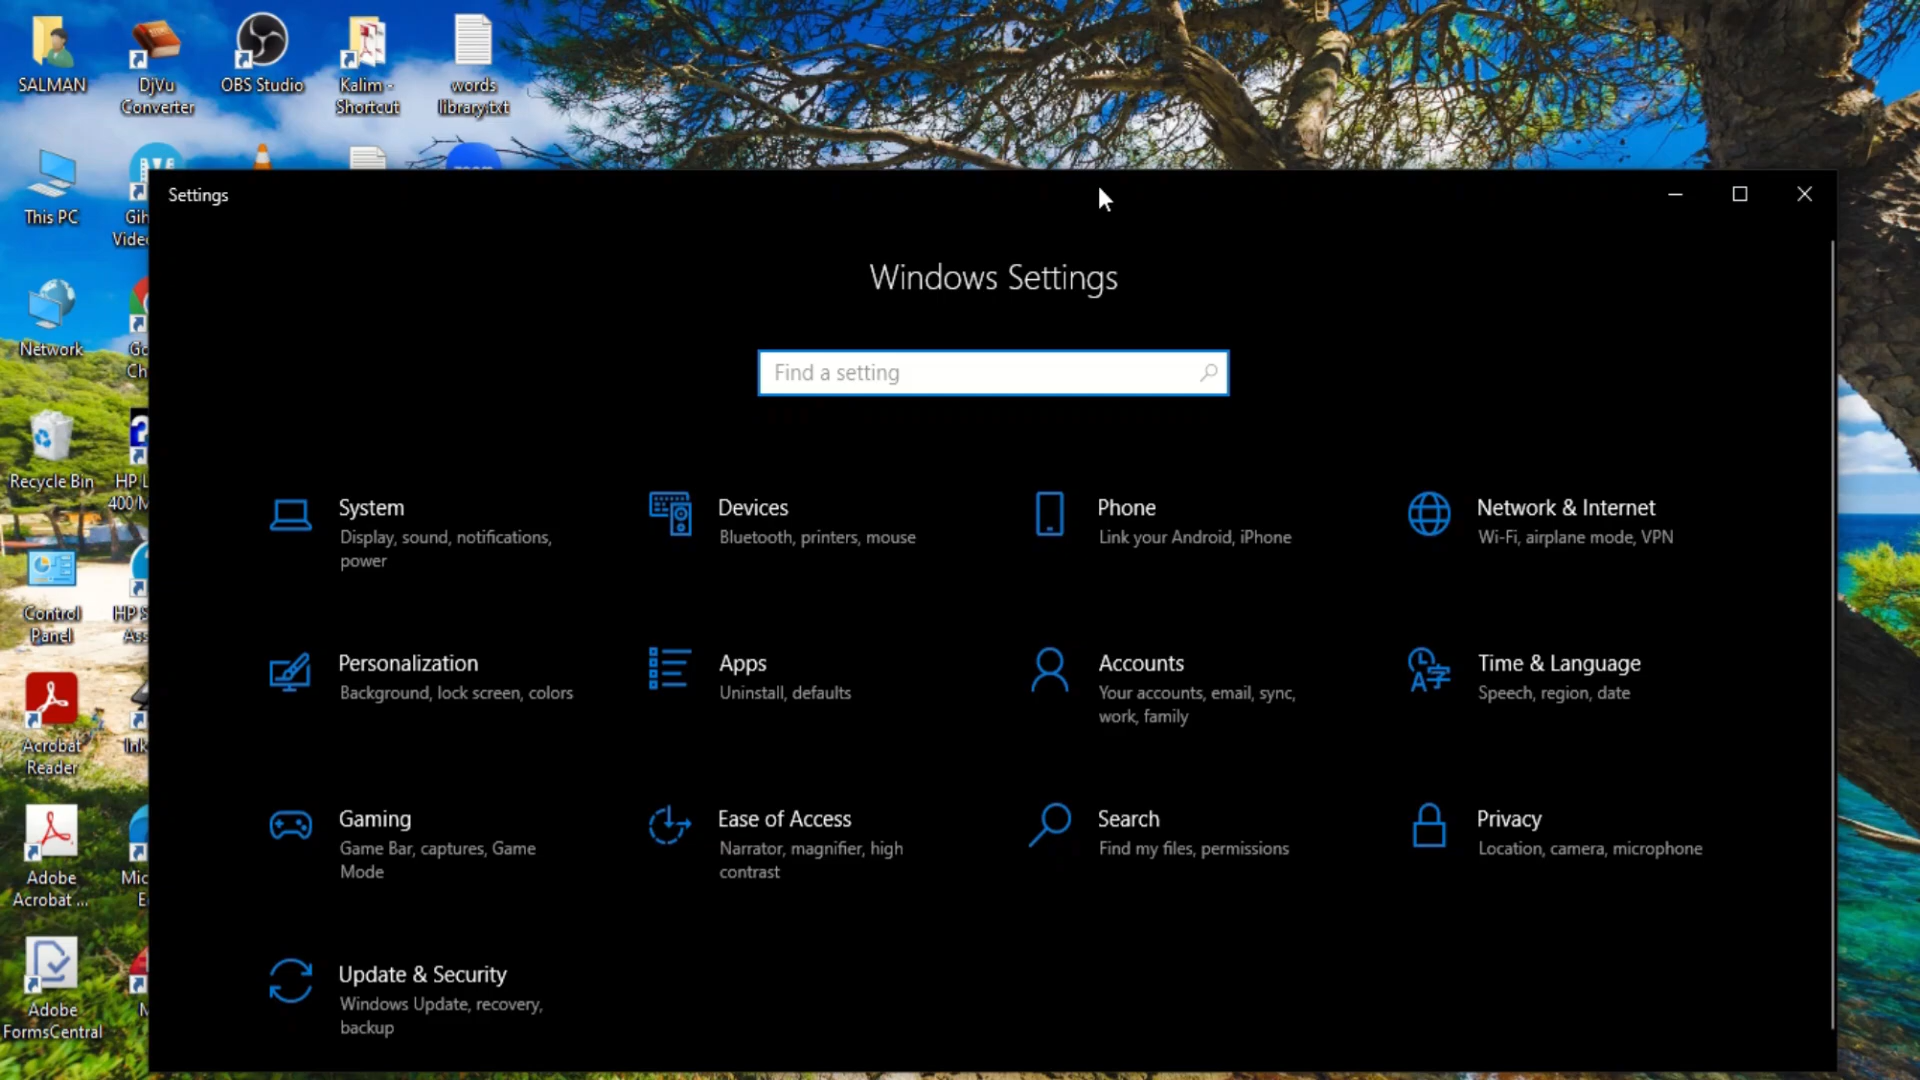 SALMAN
DjVu
Converter
OBS Studio
Kalim -
Shortcut
words
library.txt
This PC
Network
Recycle Bin
Control
Panel
Acrobat
Reader
Adobe
Acrobat ...
Adobe
FormsCentral
Settings
Windows Settings
Find a setting
System
Display, sound, notifications,
power
Devices
Bluetooth, printers, mouse
Phone
Link your Android, iPhone
Network & Internet
Wi-Fi, airplane mode, VPN
Personalization
Background, lock screen, colors
Apps
Uninstall, defaults
Accounts
Your accounts, email, sync,
work, family
Time & Language
Speech, region, date
Gaming
Game Bar, captures, Game
Mode
Ease of Access
Narrator, magnifier, high
contrast
Search
Find my files, permissions
Privacy
Location, camera, microphone
Update & Security
Windows Update, recovery,
backup